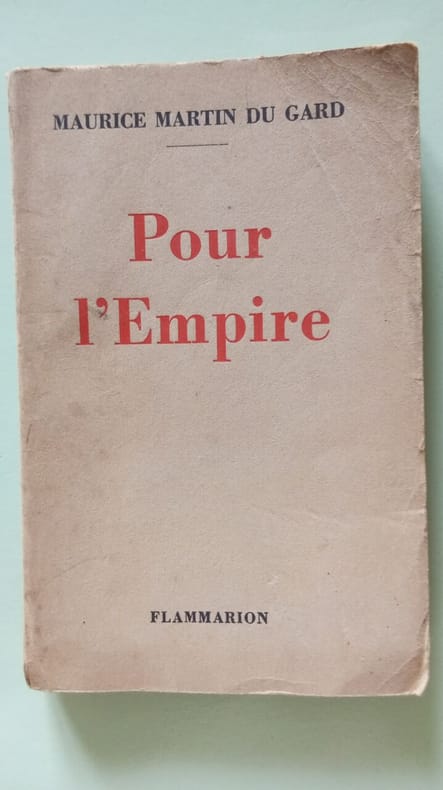 MAURICE MARTIN DU GARD
Pour
l'Empire
FLAMMARION